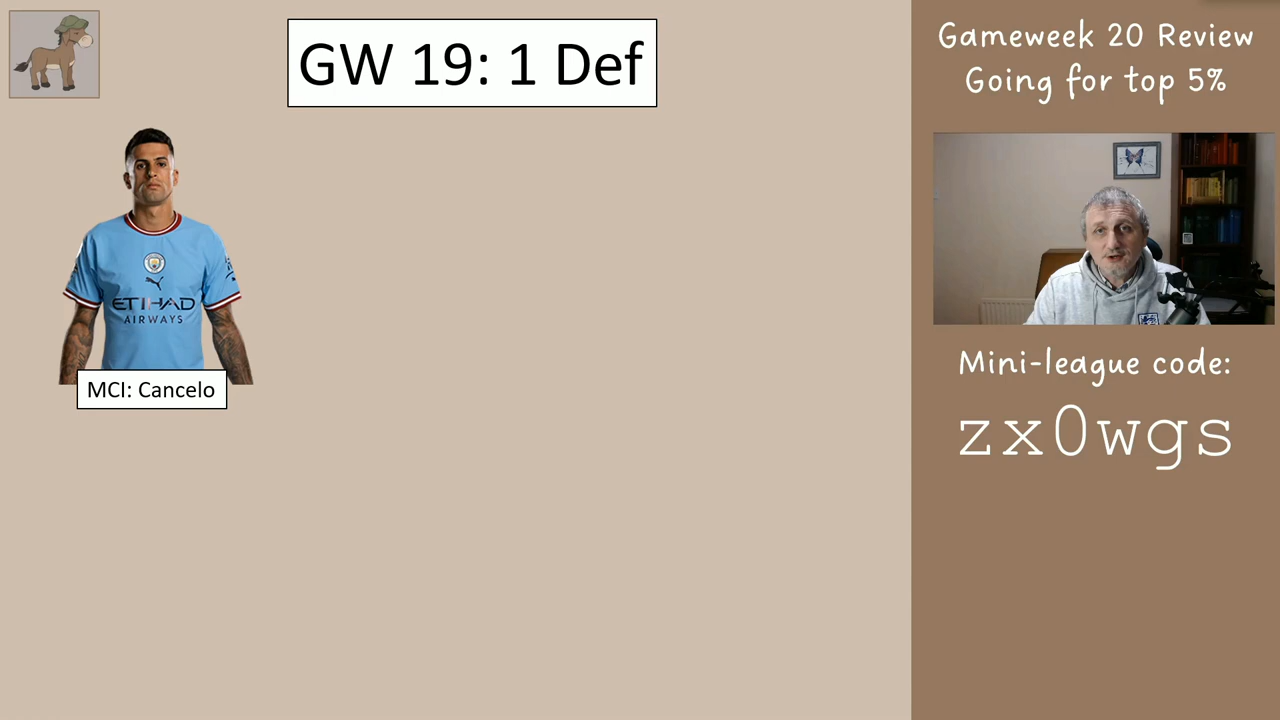 GW 19: 1 Def
ETIHAD
AIRWAYS
MCI: Cancelo
Gameweek 20 Review
Going for top 5%
Mini-league code:
zx0wgs